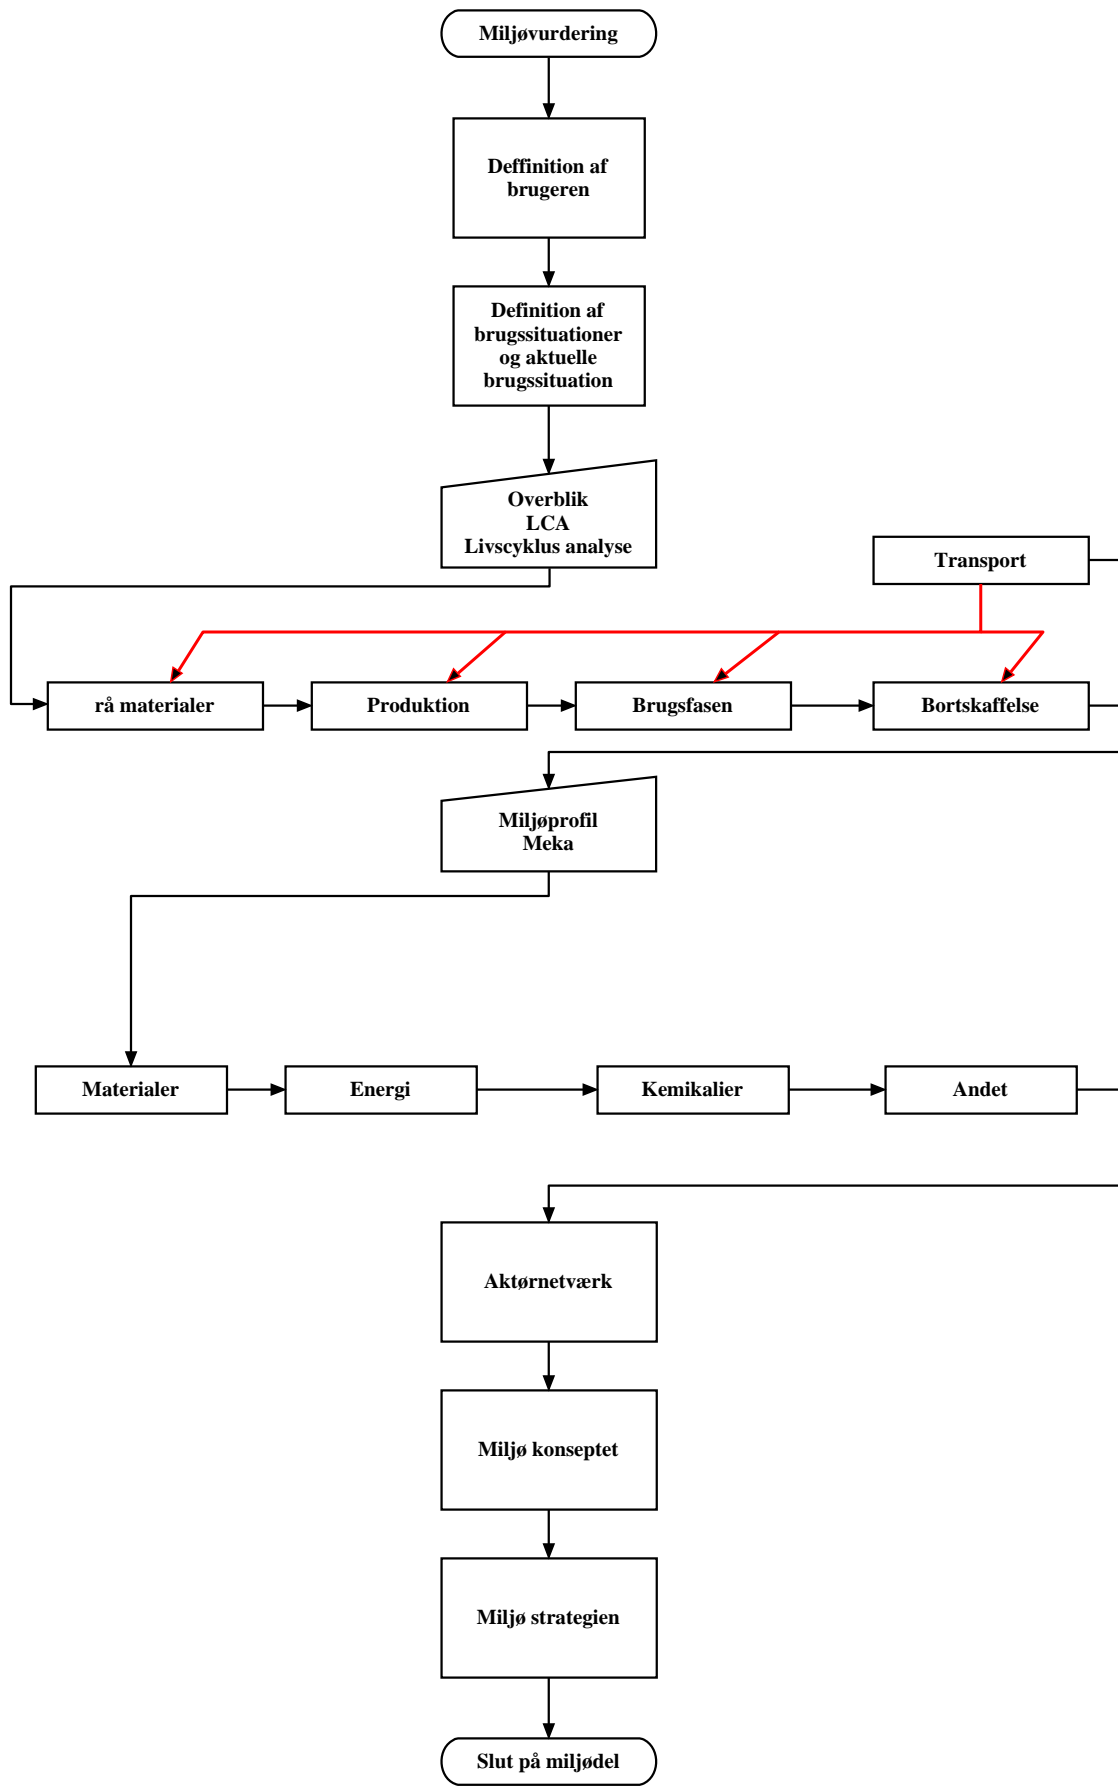 Miljøvurdering
Deffinition af
brugeren
Definition af
brugssituationer
og aktuelle
brugssituation
Overblik
LCA
Livscyklus analyse
Transport
rå materialer
Produktion
Brugsfasen
Bortskaffelse
Miljøprofil
Meka
Materialer
Energi
Kemikalier
Andet
Aktørnetværk
Miljø konseptet
Miljø strategien
Slut på miljødel